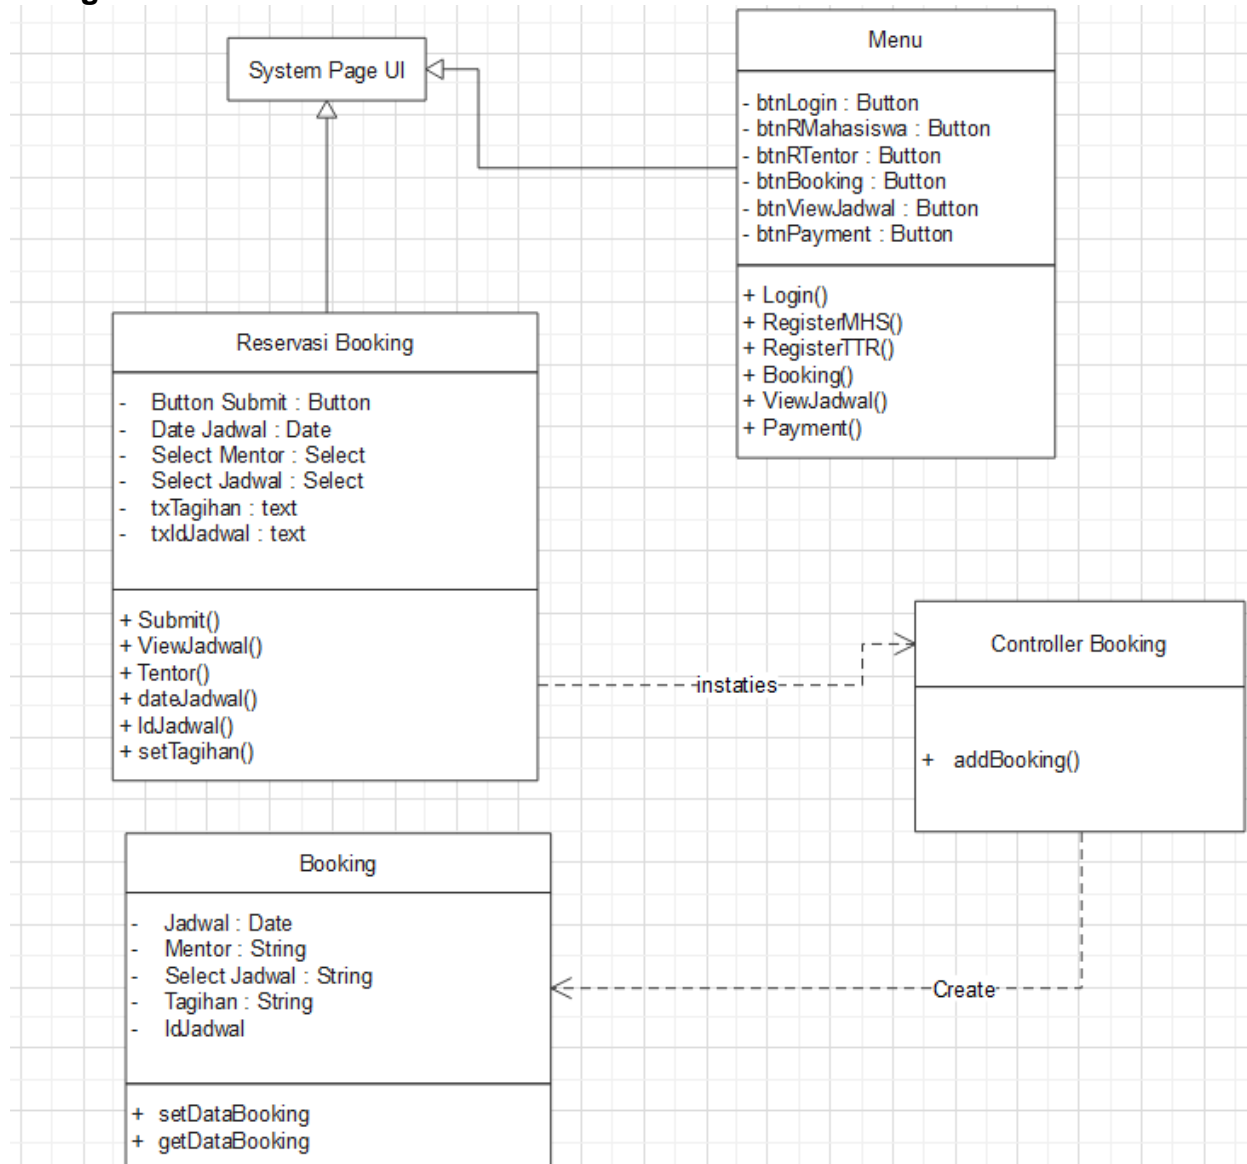 System Page UI
Menu
- btnLogin : Button
- btnRMahasiswa : Button
- btnRTentor : Button
- btnBooking : Button
- btnViewJadwal : Button
- btnPayment : Button
+ Login()
+ RegisterMHS()
+ RegisterTTR()
+ Booking()
+ ViewJadwal()
+ Payment()
Reservasi Booking
- Button Submit : Button
- Date Jadwal : Date
- Select Mentor : Select
- Select Jadwal : Select
- txTagihan : text
- txIdJadwal : text
+ Submit()
+ ViewJadwal()
+ Tentor()
+ dateJadwal()
+ IdJadwal()
+ setTagihan()
instaties
Controller Booking
+ addBooking()
Create
Booking
- Jadwal : Date
- Mentor : String
- Select Jadwal : String
- Tagihan : String
- IdJadwal
+ setDataBooking
+ getDataBooking